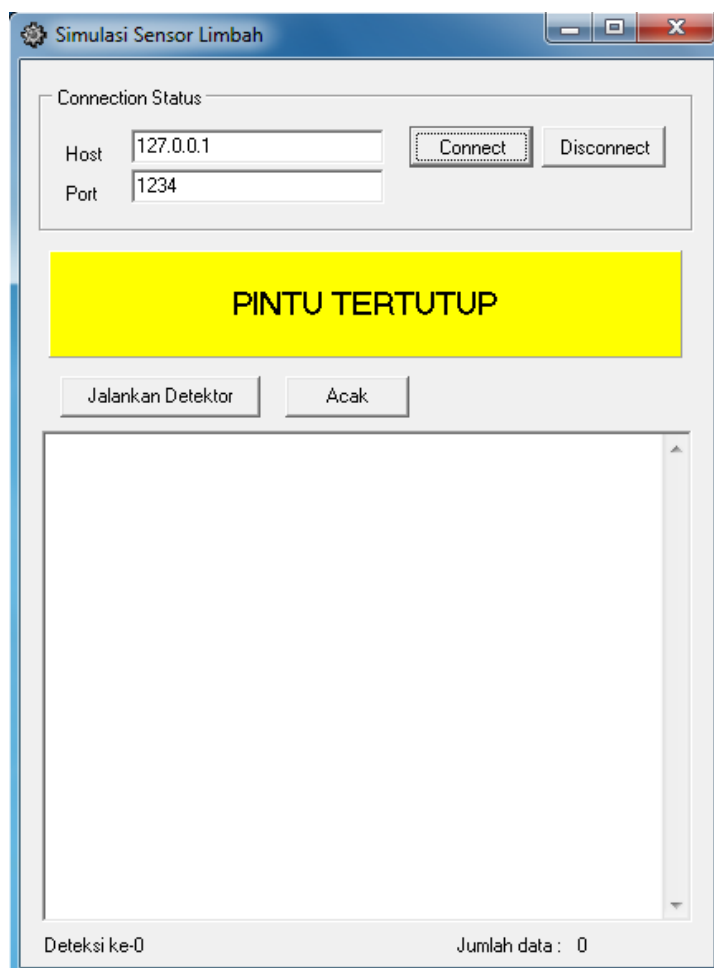 Simulasi Sensor Limbah
Connection Status
Host 127.0.0.1 Connect Disconnect
Port 1234
PINTU TERTUTUP
Jalankan Detektor Acak
Deteksi ke-0 Jumlah data : 0